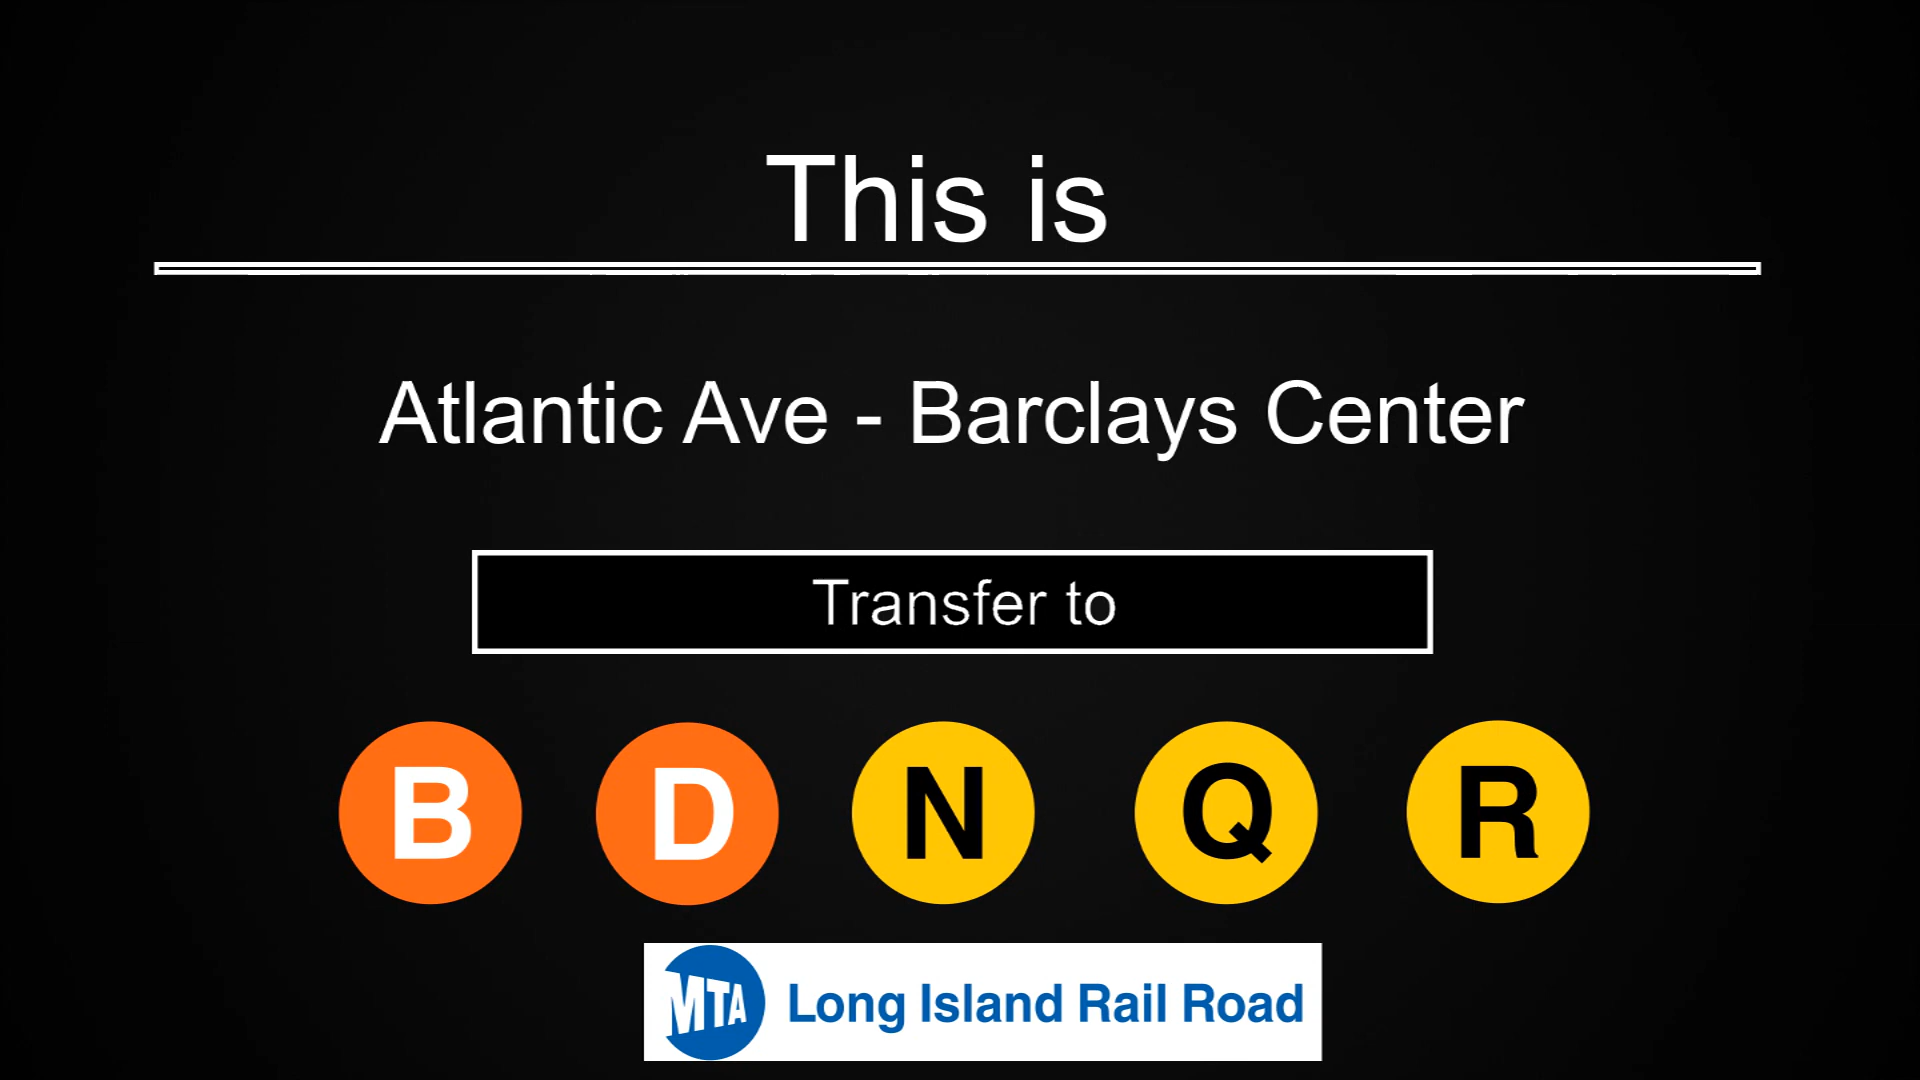 This is
Atlantic Ave - Barclays Center
Transfer to
B D N Q R
MTA Long Island Rail Road